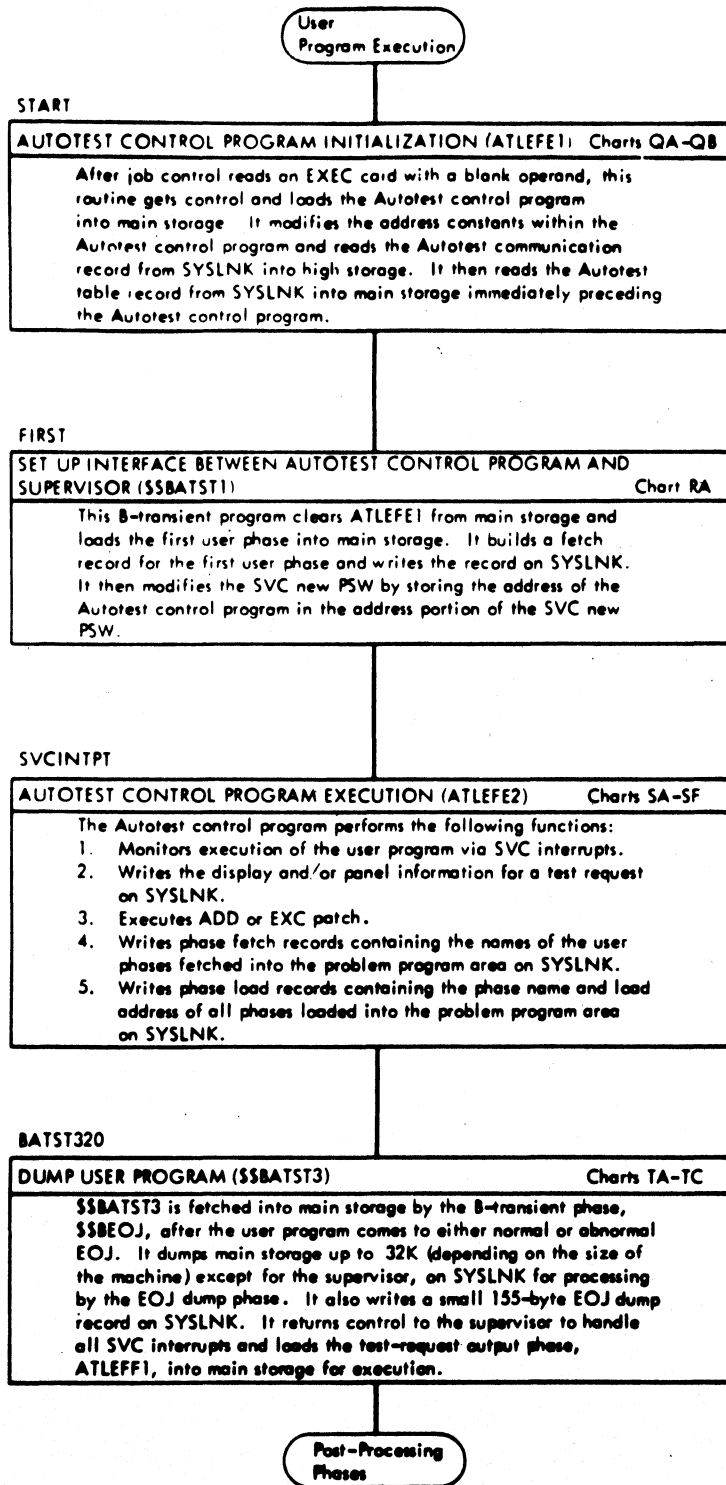 User
Program Execution
START
AUTOTEST CONTROL PROGRAM INITIALIZATION (ATLEFE1) Charts QA-QB
After job control reads an EXEC card with a blank operand, this
routine gets control and loads the Autotest control program
into main storage It modifies the address constants within the
Autotest control program and reads the Autotest communication
record from SYSLNK into high storage. It then reads the Autotest
table record from SYSLNK into main storage immediately preceding
the Autotest control program.
FIRST
SET UP INTERFACE BETWEEN AUTOTEST CONTROL PROGRAM AND
SUPERVISOR ($$BATST1) Chart RA
This B-transient program clears ATLEFE1 from main storage and
loads the first user phase into main storage. It builds a fetch
record for the first user phase and writes the record on SYSLNK.
It then modifies the SVC new PSW by storing the address of the
Autotest control program in the address portion of the SVC new
PSW.
SVCINTPT
AUTOTEST CONTROL PROGRAM EXECUTION (ATLEFE2) Charts SA-SF
The Autotest control program performs the following functions:
1. Monitors execution of the user program via SVC interrupts.
2. Writes the display and/or panel information for a test request
on SYSLNK.
3. Executes ADD or EXC patch.
4. Writes phase fetch records containing the names of the user
phases fetched into the problem program area on SYSLNK.
5. Writes phase load records containing the phase name and load
address of all phases loaded into the problem program area
on SYSLNK.
BATST320
DUMP USER PROGRAM ($$BATST3) Charts TA-TC
$$BATST3 is fetched into main storage by the B-transient phase,
$$BEOJ, after the user program comes to either normal or abnormal
EOJ. It dumps main storage up to 32K (depending on the size of
the machine) except for the supervisor, on SYSLNK for processing
by the EOJ dump phase. It also writes a small 155-byte EOJ dump
record on SYSLNK. It returns control to the supervisor to handle
all SVC interrupts and loads the test-request output phase,
ATLEFF1, into main storage for execution.
Post-Processing
Phases